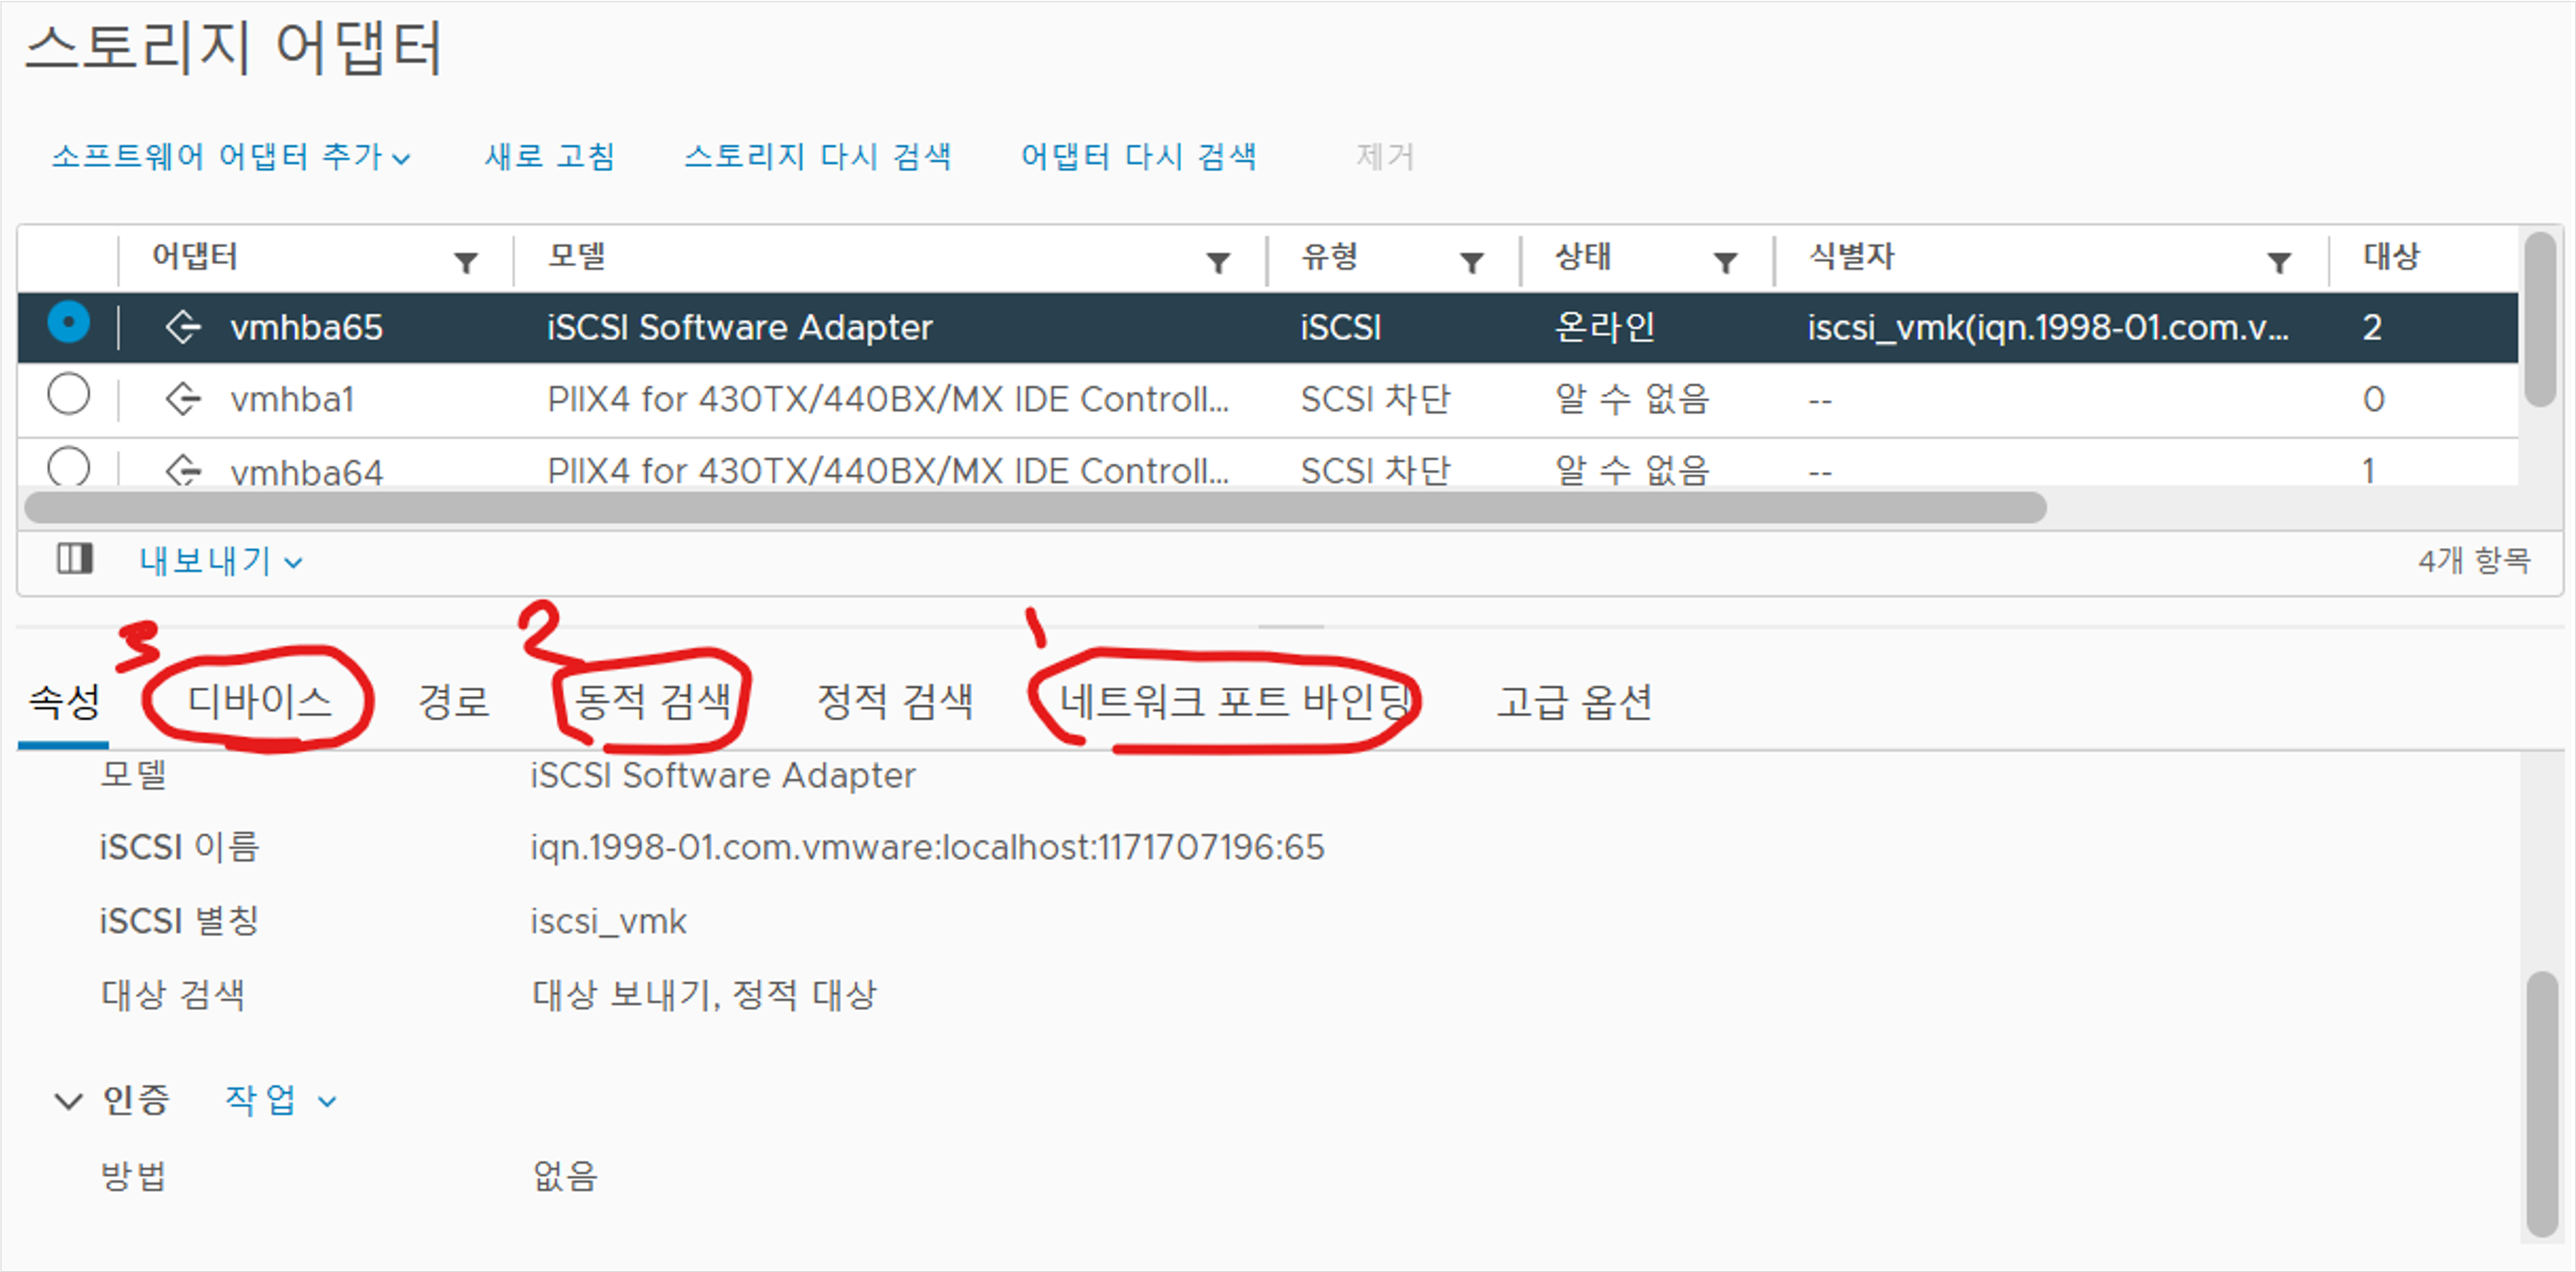 스토리지 어댑터
소프트웨어 어댑터 추가 새로 고침 스토리지 다시 검색 어댑터 다시 검색 제거
어댑터 모델 유형 상태 식별자 대상
vmhba65 iSCSI Software Adapter iSCSI 온라인 iscsi_vmk(iqn.1998-01.com.v... 2
vmhba1 PIIX4 for 430TX/440BX/MX IDE Controll... SCSI 차단 알 수 없음 -- 0
vmhba64 PIIX4 for 430TX/440BX/MX IDE Controll... SCSI 차단 알 수 없음 -- 1
내보내기 4개 항목
3 2 1
속성 디바이스 경로 동적 검색 정적 검색 네트워크 포트 바인딩 고급 옵션
모델 iSCSI Software Adapter
iSCSI 이름 iqn.1998-01.com.vmware:localhost:1171707196:65
iSCSI 별칭 iscsi_vmk
대상 검색 대상 보내기, 정적 대상
인증 작업
방법 없음